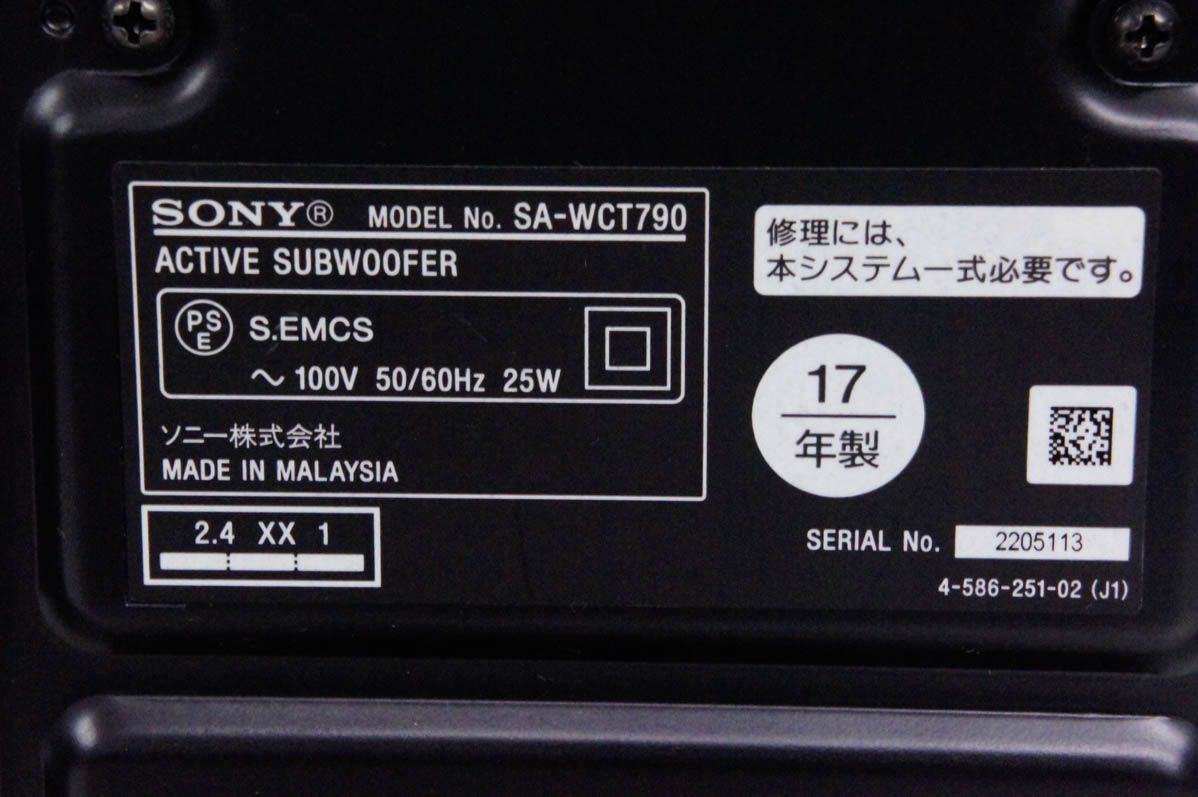 SONY® MODEL No. SA-WCT790
ACTIVE SUBWOOFER
PSE S.EMCS
～ 100V 50/60Hz 25W
ソニー株式会社
MADE IN MALAYSIA
2.4 XX 1
修理には、
本システム一式必要です。
17
年製
SERIAL No. 2205113
4-586-251-02 (J1)